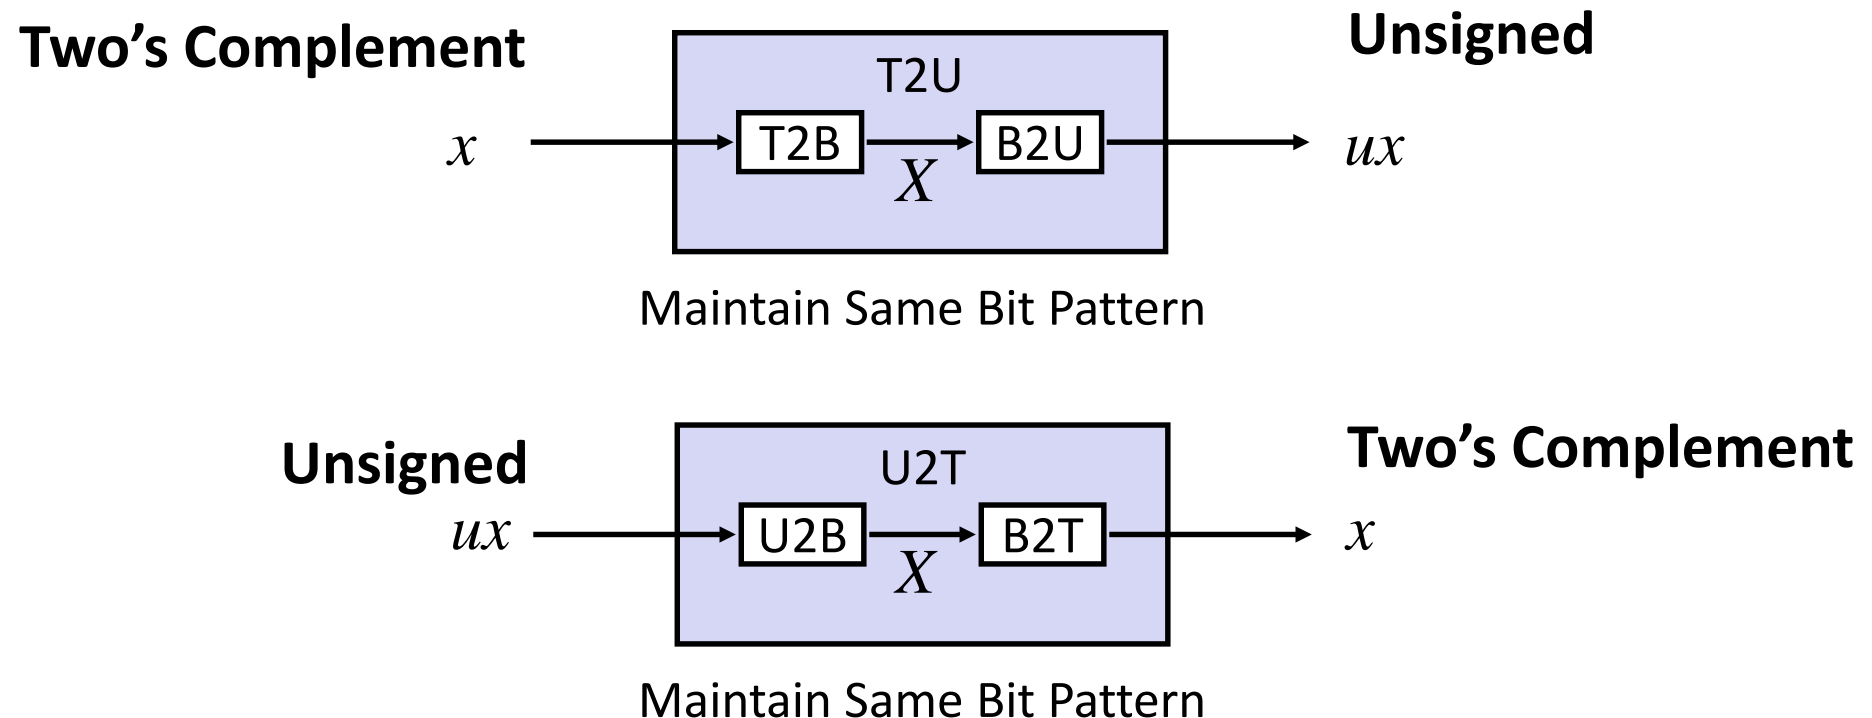 Two's Complement
Unsigned
T2U
x
T2B
X
B2U
ux
Maintain Same Bit Pattern
Unsigned
Two's Complement
U2T
ux
U2B
X
B2T
x
Maintain Same Bit Pattern